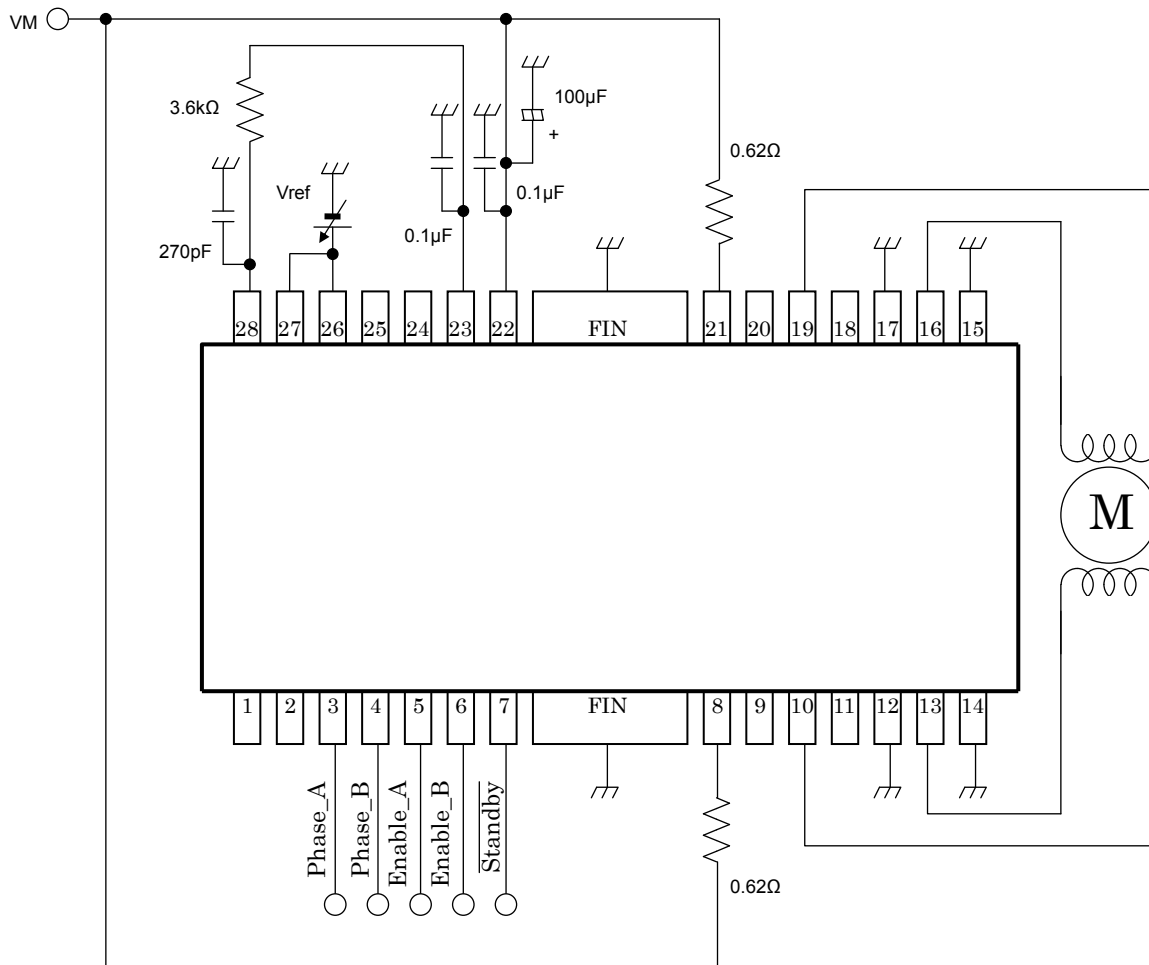 VM
100µF
3.6kΩ
0.62Ω
Vref
0.1µF
0.1µF
270pF
28 27 26 25 24 23 22 FIN 21 20 19 18 17 16 15
M
1 2 3 4 5 6 7 FIN 8 9 10 11 12 13 14
Phase_A
Phase_B
Enable_A
Enable_B
Standby
0.62Ω
+